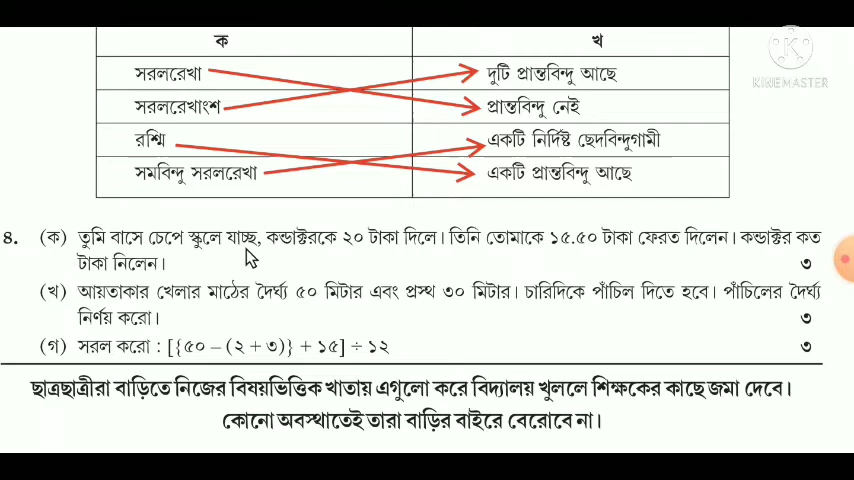 ক খ
সরলরেখা দুটি প্রান্তবিন্দু আছে
সরলরেখাংশ প্রান্তবিন্দু নেই
রশ্মি একটি নির্দিষ্ট ছেদবিন্দুগামী
সমবিন্দু সরলরেখা একটি প্রান্তবিন্দু আছে
KINEMASTER
৪. (ক) তুমি বাসে চেপে স্কুলে যাচ্ছ, কন্ডাক্টরকে ২০ টাকা দিলে। তিনি তোমাকে ১৫.৫০ টাকা ফেরত দিলেন। কন্ডাক্টর কত
টাকা নিলেন। ৩
(খ) আয়তাকার খেলার মাঠের দৈর্ঘ্য ৫০ মিটার এবং প্রস্থ ৩০ মিটার। চারিদিকে পাঁচিল দিতে হবে। পাঁচিলের দৈর্ঘ্য
নির্ণয় করো। ৩
(গ) সরল করো : [{৫০ – (২ + ৩)} + ১৫] ÷ ১২ ৩
ছাত্রছাত্রীরা বাড়িতে নিজের বিষয়ভিত্তিক খাতায় এগুলো করে বিদ্যালয় খুললে শিক্ষকের কাছে জমা দেবে।
কোনো অবস্থাতেই তারা বাড়ির বাইরে বেরোবে না।